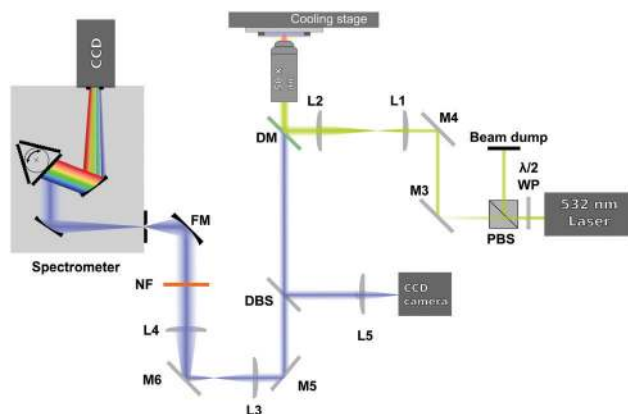 Cooling stage
CCD
50 X
L2
L1
M4
DM
Beam dump
λ/2
WP
M3
532 nm
Laser
FM
PBS
Spectrometer
NF
DBS
CCD
camera
L4
L5
M6
L3
M5